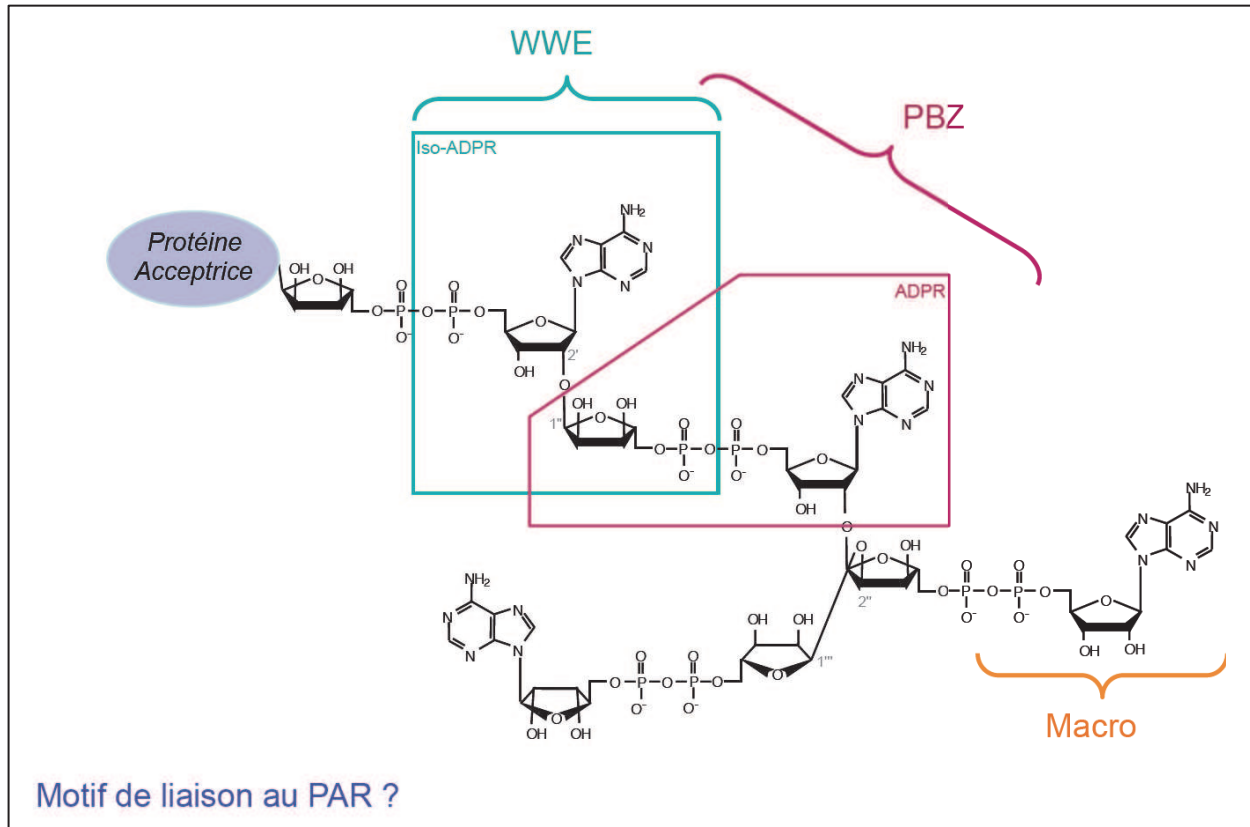 WWE
PBZ
Iso-ADPR
NH₂
N N
N N
Protéine
Acceptrice
OH OH
O
O O
O P O P O
O⁻ O⁻
O
OH
2'
ADPR
NH₂
N N
N N
O
1''
OH OH
O
O O
O P O P O
O⁻ O⁻
O
OH
O
NH₂
N N
N N
O
O
OH
2''
O O
O P O P O
O⁻ O⁻
O
OH OH
NH₂
N N
N N
OH OH
O
1'''
O O
O P O P O
O⁻ O⁻
O
OH OH
Macro
Motif de liaison au PAR ?